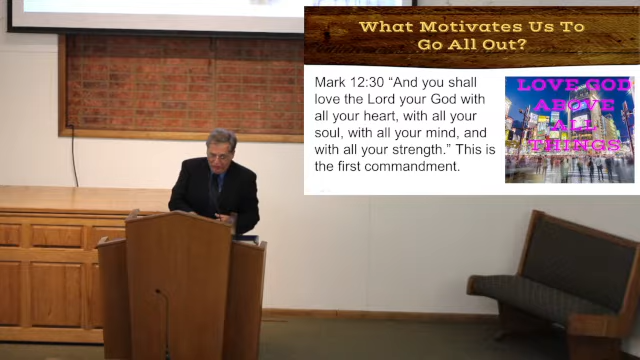 What Motivates Us To
Go All Out?
Mark 12:30 “And you shall
love the Lord your God with
all your heart, with all your
soul, with all your mind, and
with all your strength.” This is
the first commandment.
LOVE GOD
ABOVE
ALL
THINGS